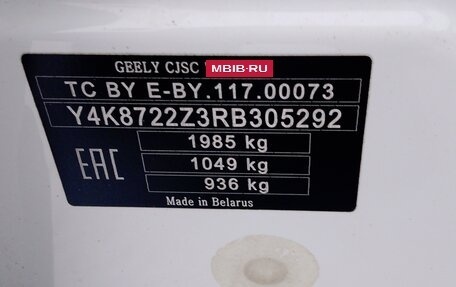 GEELY CJSC
MBIB-RU
TC BY E-BY.117.00073
Y4K8722Z3RB305292
1985 kg
EAC 1049 kg
936 kg
Made in Belarus